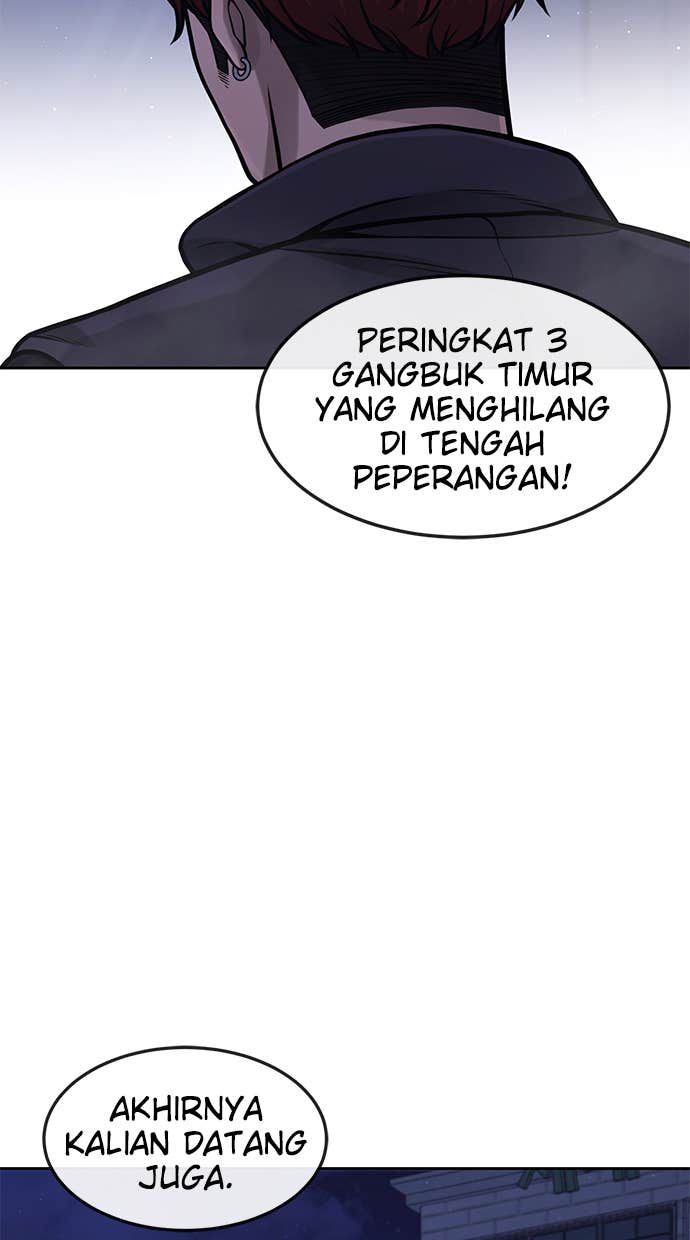 PERINGKAT 3
GANGBUK TIMUR
YANG MENGHILANG
DI TENGAH
PEPERANGAN!
AKHIRNYA
KALIAN DATANG
JUGA.